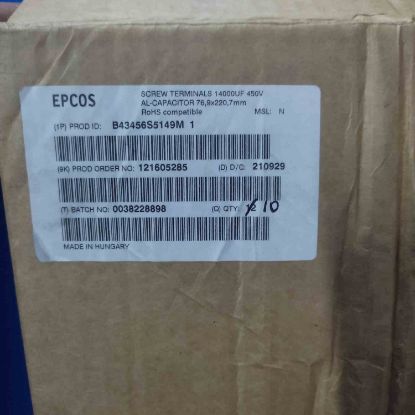 EPCOS
SCREW TERMINALS 14000UF 450V
AL-CAPACITOR 76,9x220,7mm
RoHS compatible MSL: N
(1P) PROD ID: B43456S5149M 1
(9K) PROD ORDER NO: 121605285 (D) D/C: 210929
(T) BATCH NO: 0038228898 (Q) QTY: 12 10
MADE IN HUNGARY